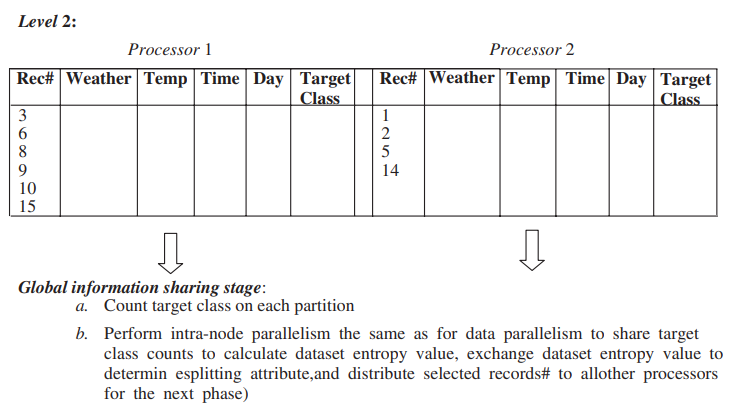 Level 2:
Processor 1 Processor 2
Rec# Weather Temp Time Day Target Class Rec# Weather Temp Time Day Target Class
3 1
6 2
8 5
9 14
10
15
Global information sharing stage:
a. Count target class on each partition
b. Perform intra-node parallelism the same as for data parallelism to share target
class counts to calculate dataset entropy value, exchange dataset entropy value to
determin esplitting attribute,and distribute selected records# to allother processors
for the next phase)